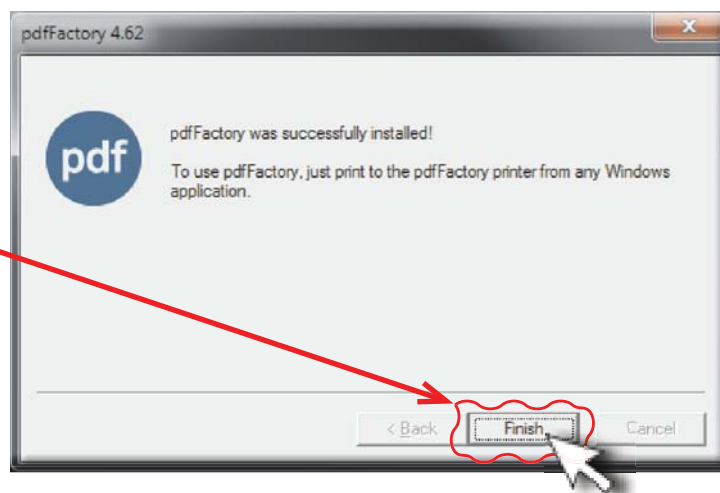 pdfFactory 4.62
pdf
pdfFactory was successfully installed!
To use pdfFactory, just print to the pdfFactory printer from any Windows
application.
< Back
Finish
Cancel